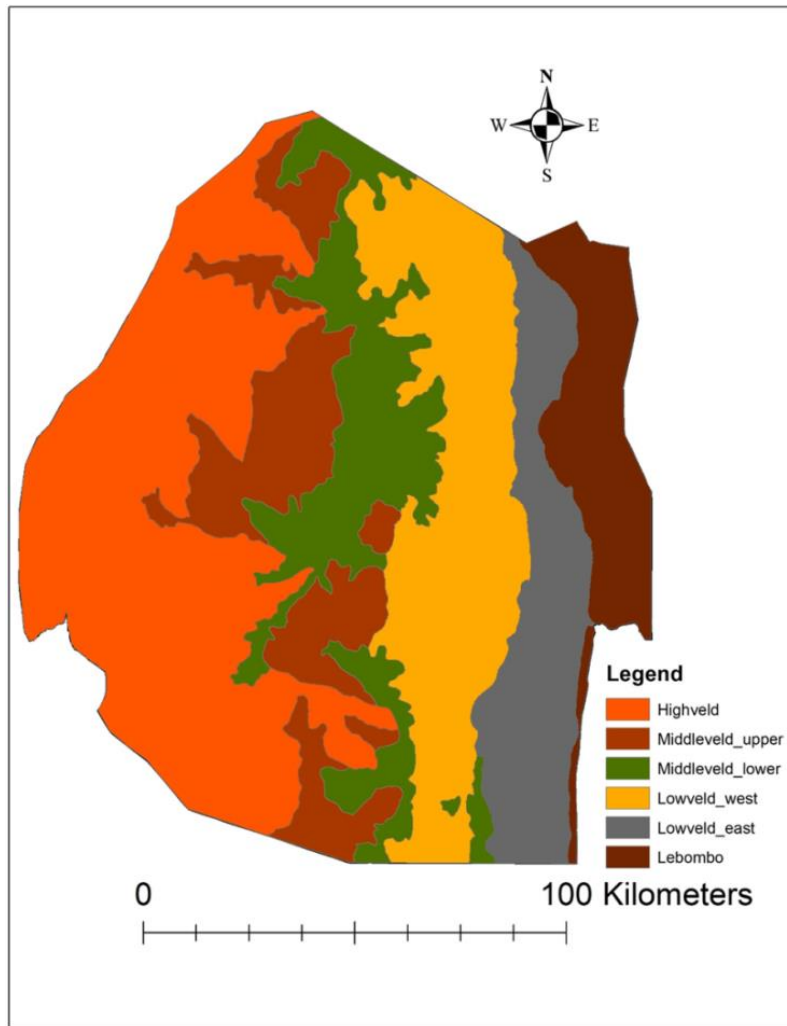 N
W E
S
Legend
Highveld
Middleveld_upper
Middleveld_lower
Lowveld_west
Lowveld_east
Lebombo
0 100 Kilometers